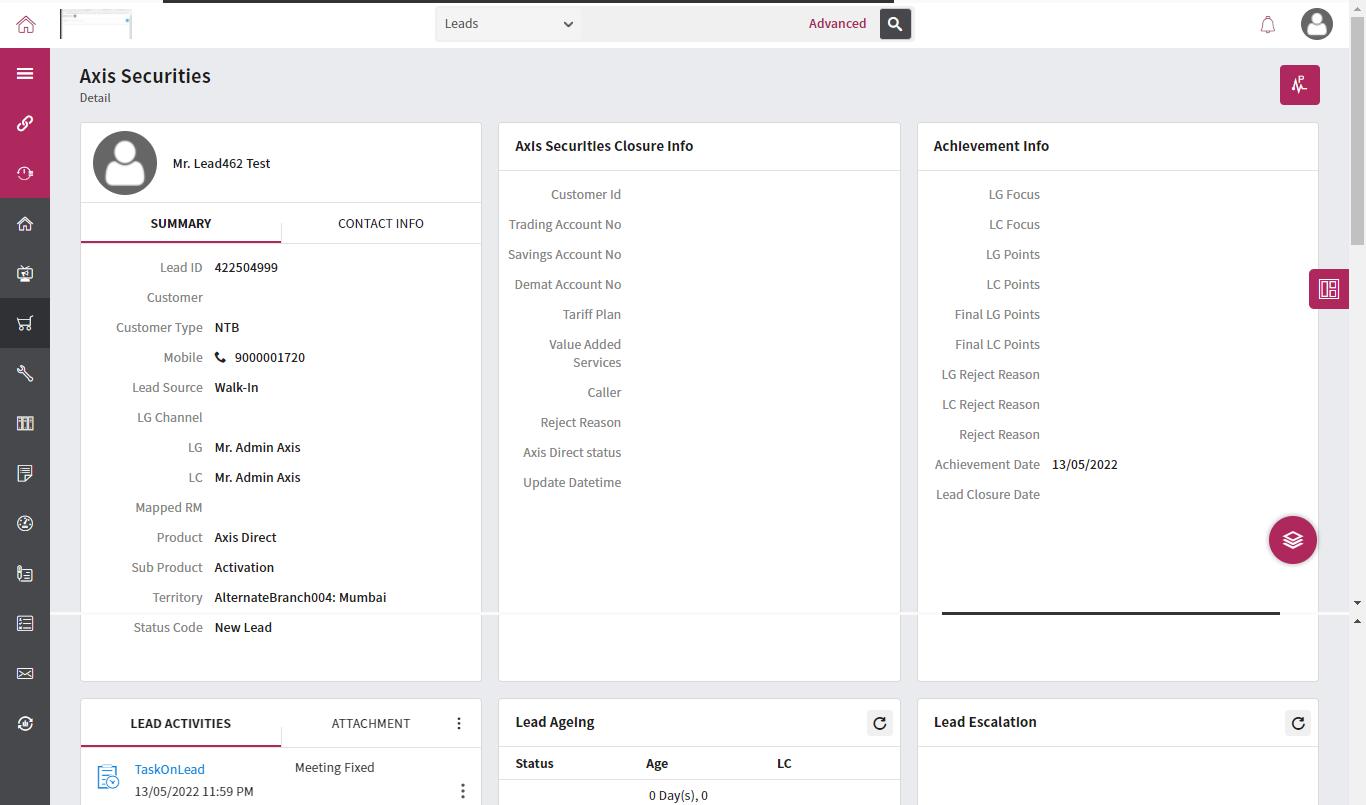 Leads
Advanced
Axis Securities
Detail
Mr. Lead462 Test
SUMMARY
CONTACT INFO
Lead ID 422504999
Customer
Customer Type NTB
Mobile 9000001720
Lead Source Walk-In
LG Channel
LG Mr. Admin Axis
LC Mr. Admin Axis
Mapped RM
Product Axis Direct
Sub Product Activation
Territory AlternateBranch004: Mumbai
Status Code New Lead
Axis Securities Closure Info
Customer Id
Trading Account No
Savings Account No
Demat Account No
Tariff Plan
Value Added
Services
Caller
Reject Reason
Axis Direct status
Update Datetime
Achievement Info
LG Focus
LC Focus
LG Points
LC Points
Final LG Points
Final LC Points
LG Reject Reason
LC Reject Reason
Reject Reason
Achievement Date 13/05/2022
Lead Closure Date
LEAD ACTIVITIES
ATTACHMENT
TaskOnLead
Meeting Fixed
13/05/2022 11:59 PM
Lead Ageing
Status Age LC
0 Day(s), 0
Lead Escalation